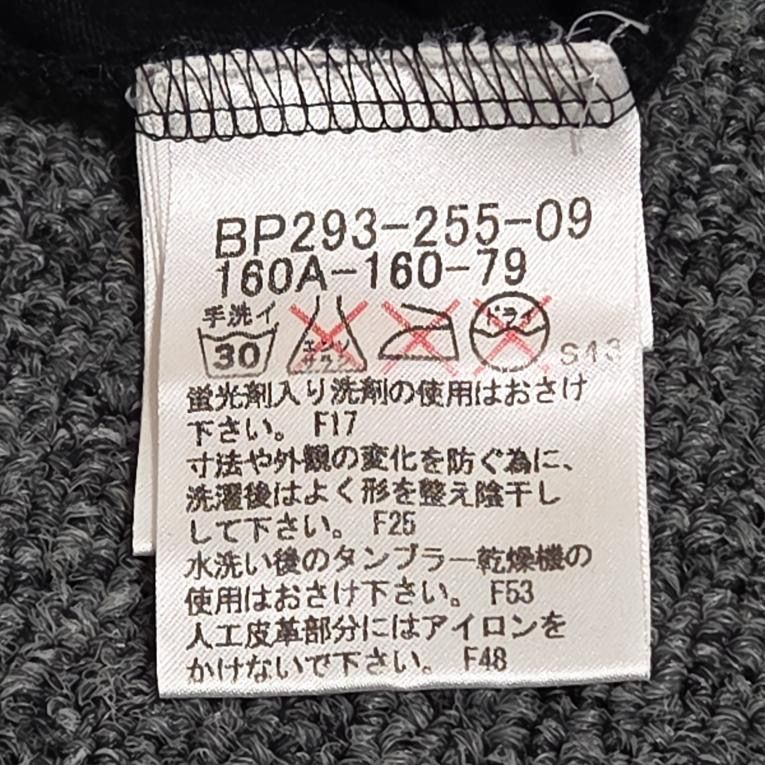 BP293-255-09
160A-160-79
手洗イ エンソ ドライ
30 サラシ S43
蛍光剤入り洗剤の使用はおさけ
下さい。 F17
寸法や外観の変化を防ぐ為に、
洗濯後はよく形を整え陰干し
して下さい。 F25
水洗い後のタンブラー乾燥機の
使用はおさけ下さい。 F53
人工皮革部分にはアイロンを
かけないで下さい。 F48